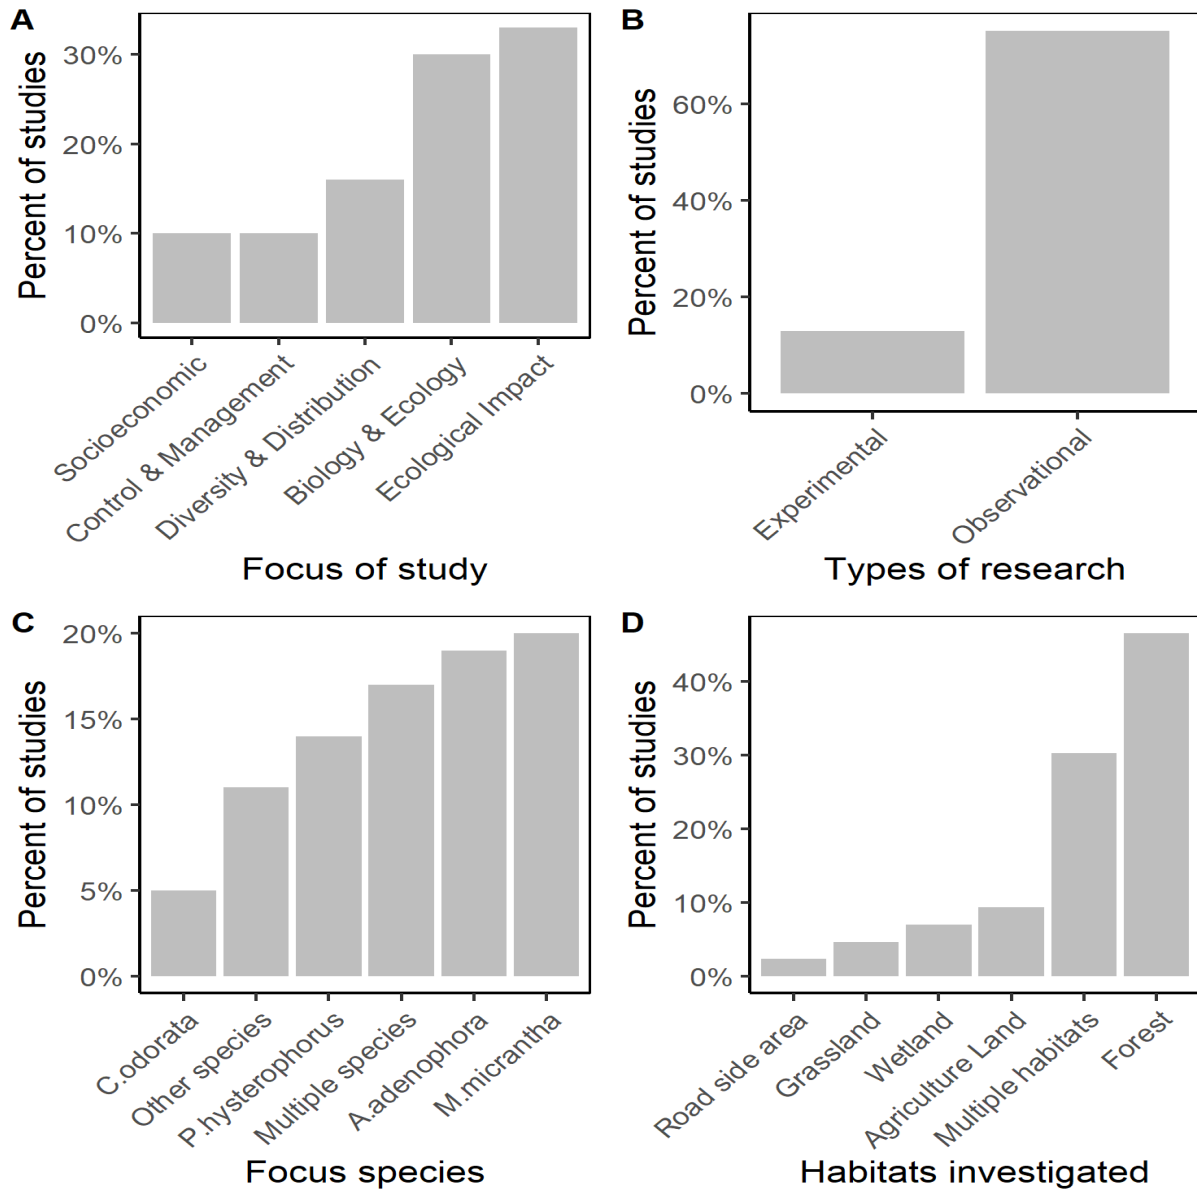 A
Percent of studies
30%
20%
10%
0%
Socioeconomic
Control & Management
Diversity & Distribution
Biology & Ecology
Ecological Impact
Focus of study
B
Percent of studies
60%
40%
20%
0%
Experimental
Observational
Types of research
C
Percent of studies
20%
15%
10%
5%
0%
C.odorata
Other species
P.hysterophorus
Multiple species
A.adenophora
M.micrantha
Focus species
D
Percent of studies
40%
30%
20%
10%
0%
Road side area
Grassland
Wetland
Agriculture Land
Multiple habitats
Forest
Habitats investigated